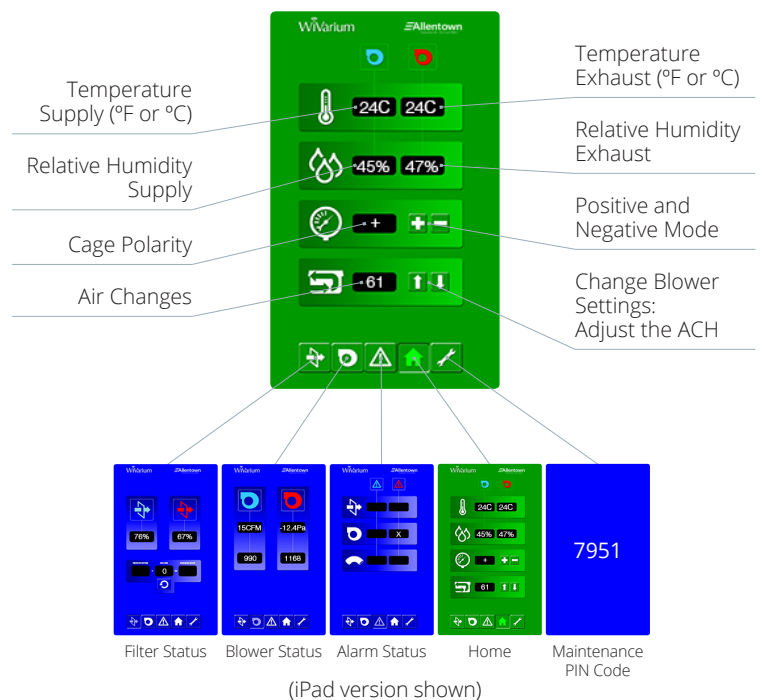 WiVarium
Allentown
Temperature
Supply (ºF or ºC)
Temperature
Exhaust (ºF or ºC)
24C 24C
Relative Humidity
Supply
Relative Humidity
Exhaust
45% 47%
Cage Polarity
+
+ −
Positive and
Negative Mode
Air Changes
61
Change Blower
Settings:
Adjust the ACH
WiVarium
Allentown
76% 67%
0
Filter Status
WiVarium
Allentown
15CFM -12.4Pa
990 1168
Blower Status
WiVarium
Allentown
X
Alarm Status
WiVarium
Allentown
24C 24C
45% 47%
+
+ −
61
Home
7951
Maintenance
PIN Code
(iPad version shown)